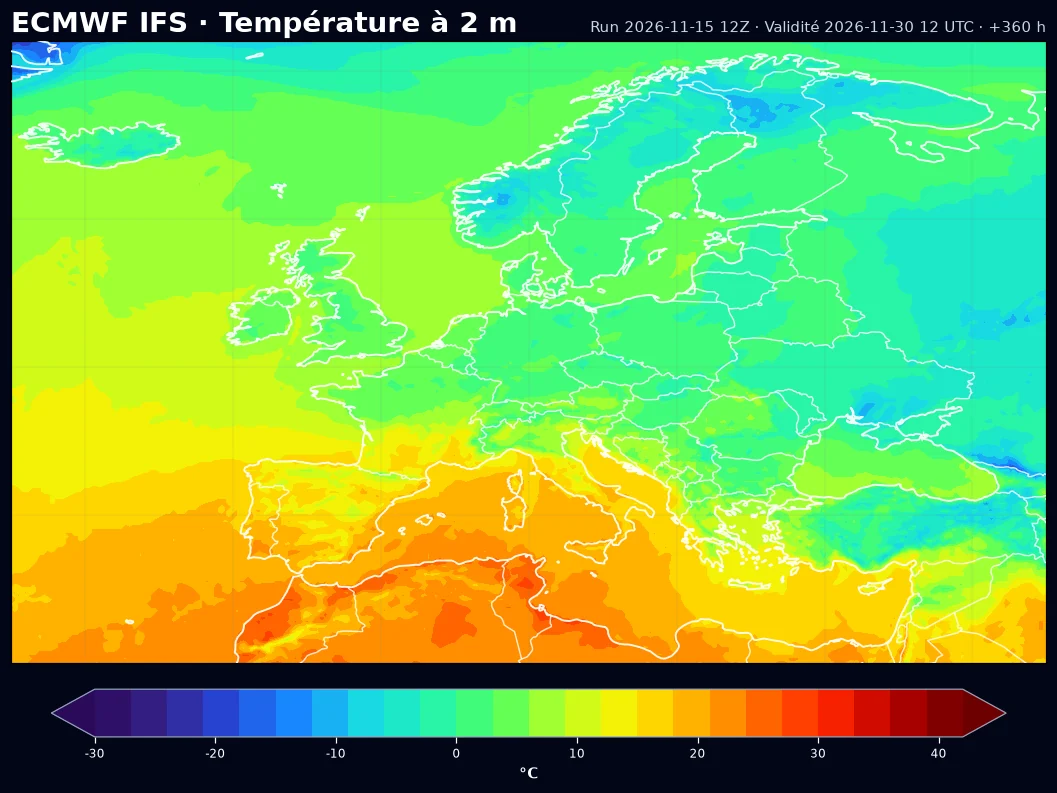 ECMWF IFS · Température à 2 m
Run 2026-11-15 12Z · Validité 2026-11-30 12 UTC · +360 h
-30 -20 -10 0 10 20 30 40
°C